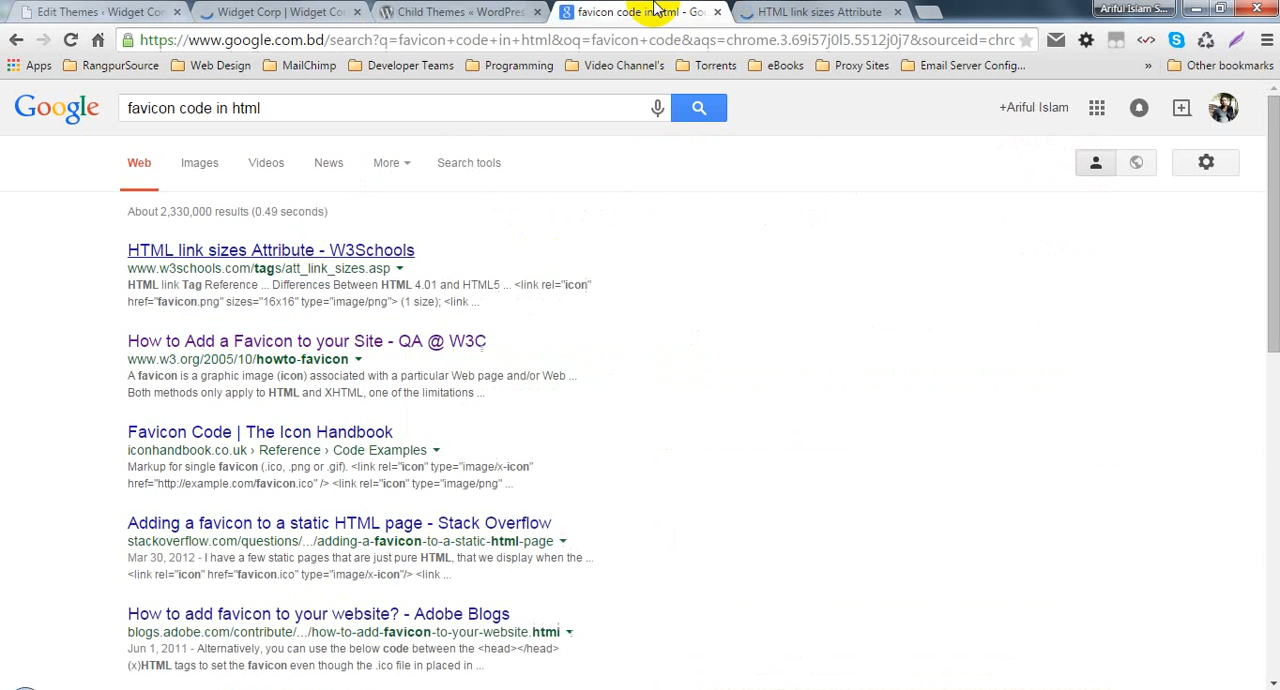 Edit Themes ‹ Widget Con
Widget Corp | Widget Co
Child Themes « WordPres
favicon code in html - Go
HTML link sizes Attribute
Ariful Islam S...
https://www.google.com.bd/search?q=favicon+code+in+html&oq=favicon+code&aqs=chrome.3.69i57j0l5.5512j0j7&sourceid=chrc
Apps
RangpurSource
Web Design
MailChimp
Developer Teams
Programming
Video Channel's
Torrents
eBooks
Proxy Sites
Email Server Config...
»
Other bookmarks
Google
favicon code in html
+Ariful Islam
Web
Images
Videos
News
More
Search tools
About 2,330,000 results (0.49 seconds)
HTML link sizes Attribute - W3Schools
www.w3schools.com/tags/att_link_sizes.asp
HTML link Tag Reference ... Differences Between HTML 4.01 and HTML5 ... <link rel="icon"
href="favicon.png" sizes="16x16" type="image/png"> (1 size); <link ...
How to Add a Favicon to your Site - QA @ W3C
www.w3.org/2005/10/howto-favicon
A favicon is a graphic image (icon) associated with a particular Web page and/or Web ...
Both methods only apply to HTML and XHTML, one of the limitations ...
Favicon Code | The Icon Handbook
iconhandbook.co.uk › Reference › Code Examples
Markup for single favicon (.ico, .png or .gif). <link rel="icon" type="image/x-icon"
href="http://example.com/favicon.ico" /> <link rel="icon" type="image/png" ...
Adding a favicon to a static HTML page - Stack Overflow
stackoverflow.com/questions/.../adding-a-favicon-to-a-static-html-page
Mar 30, 2012 - I have a few static pages that are just pure HTML, that we display when the ...
<link rel="icon" href="favicon.ico" type="image/x-icon"/> <link ...
How to add favicon to your website? - Adobe Blogs
blogs.adobe.com/contribute/.../how-to-add-favicon-to-your-website.html
Jun 1, 2011 - Alternatively, you can use the below code between the <head></head>
(x)HTML tags to set the favicon even though the .ico file in placed in ...